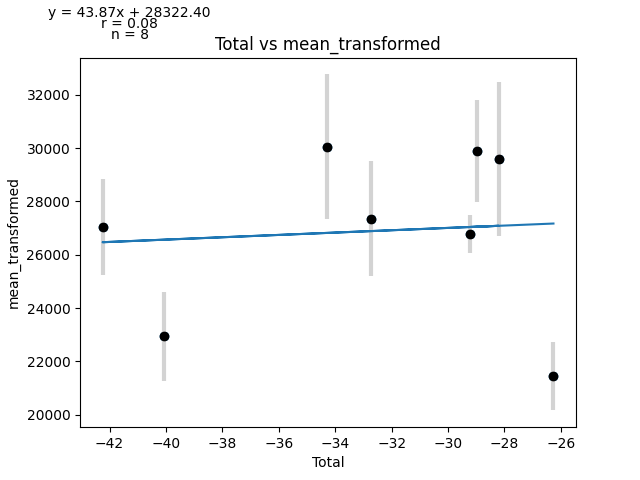 y = 43.87x + 28322.40
r = 0.08
n = 8
Total vs mean_transformed
32000
30000
28000
26000
24000
22000
20000
mean_transformed
−42 −40 −38 −36 −34 −32 −30 −28 −26
Total